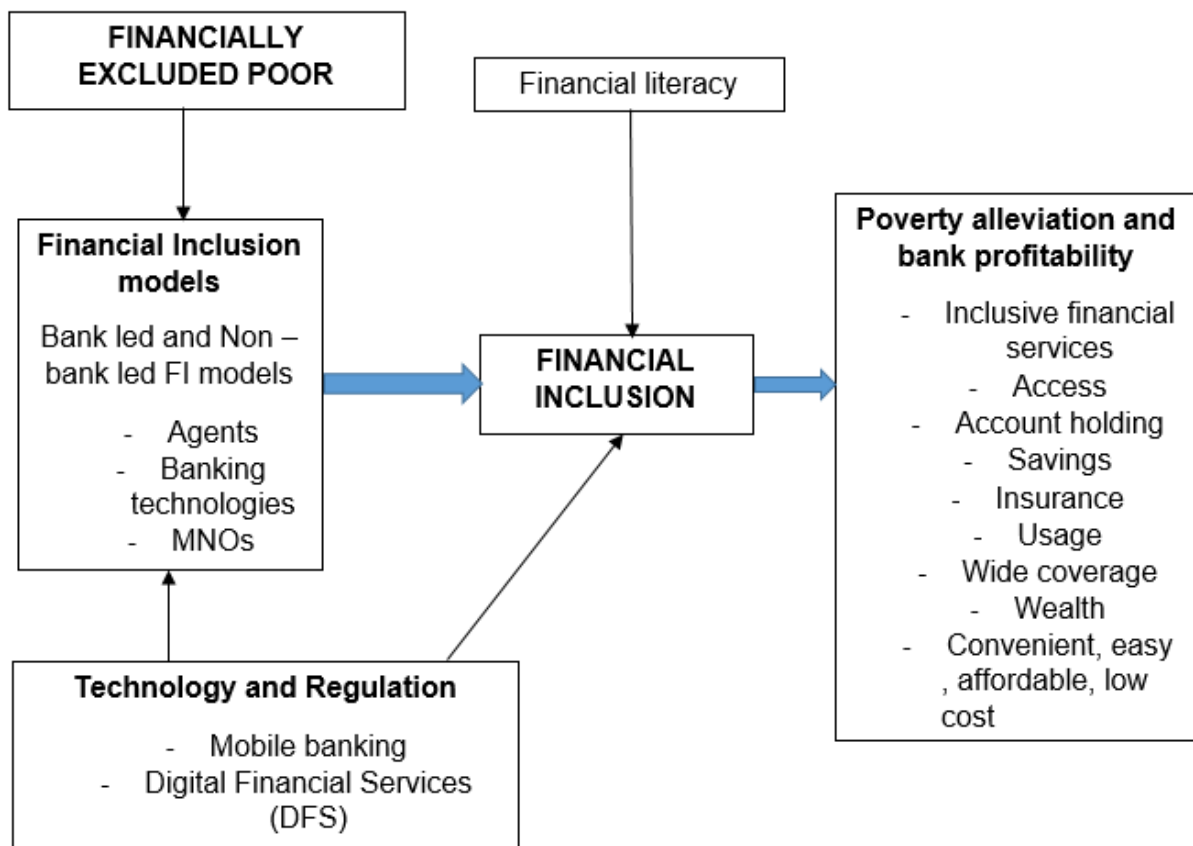 FINANCIALLY
EXCLUDED POOR
Financial literacy
Financial Inclusion
models
Bank led and Non –
bank led FI models
- Agents
- Banking
technologies
- MNOs
FINANCIAL
INCLUSION
Poverty alleviation and
bank profitability
- Inclusive financial
services
- Access
- Account holding
- Savings
- Insurance
- Usage
- Wide coverage
- Wealth
- Convenient, easy
, affordable, low
cost
Technology and Regulation
- Mobile banking
- Digital Financial Services
(DFS)